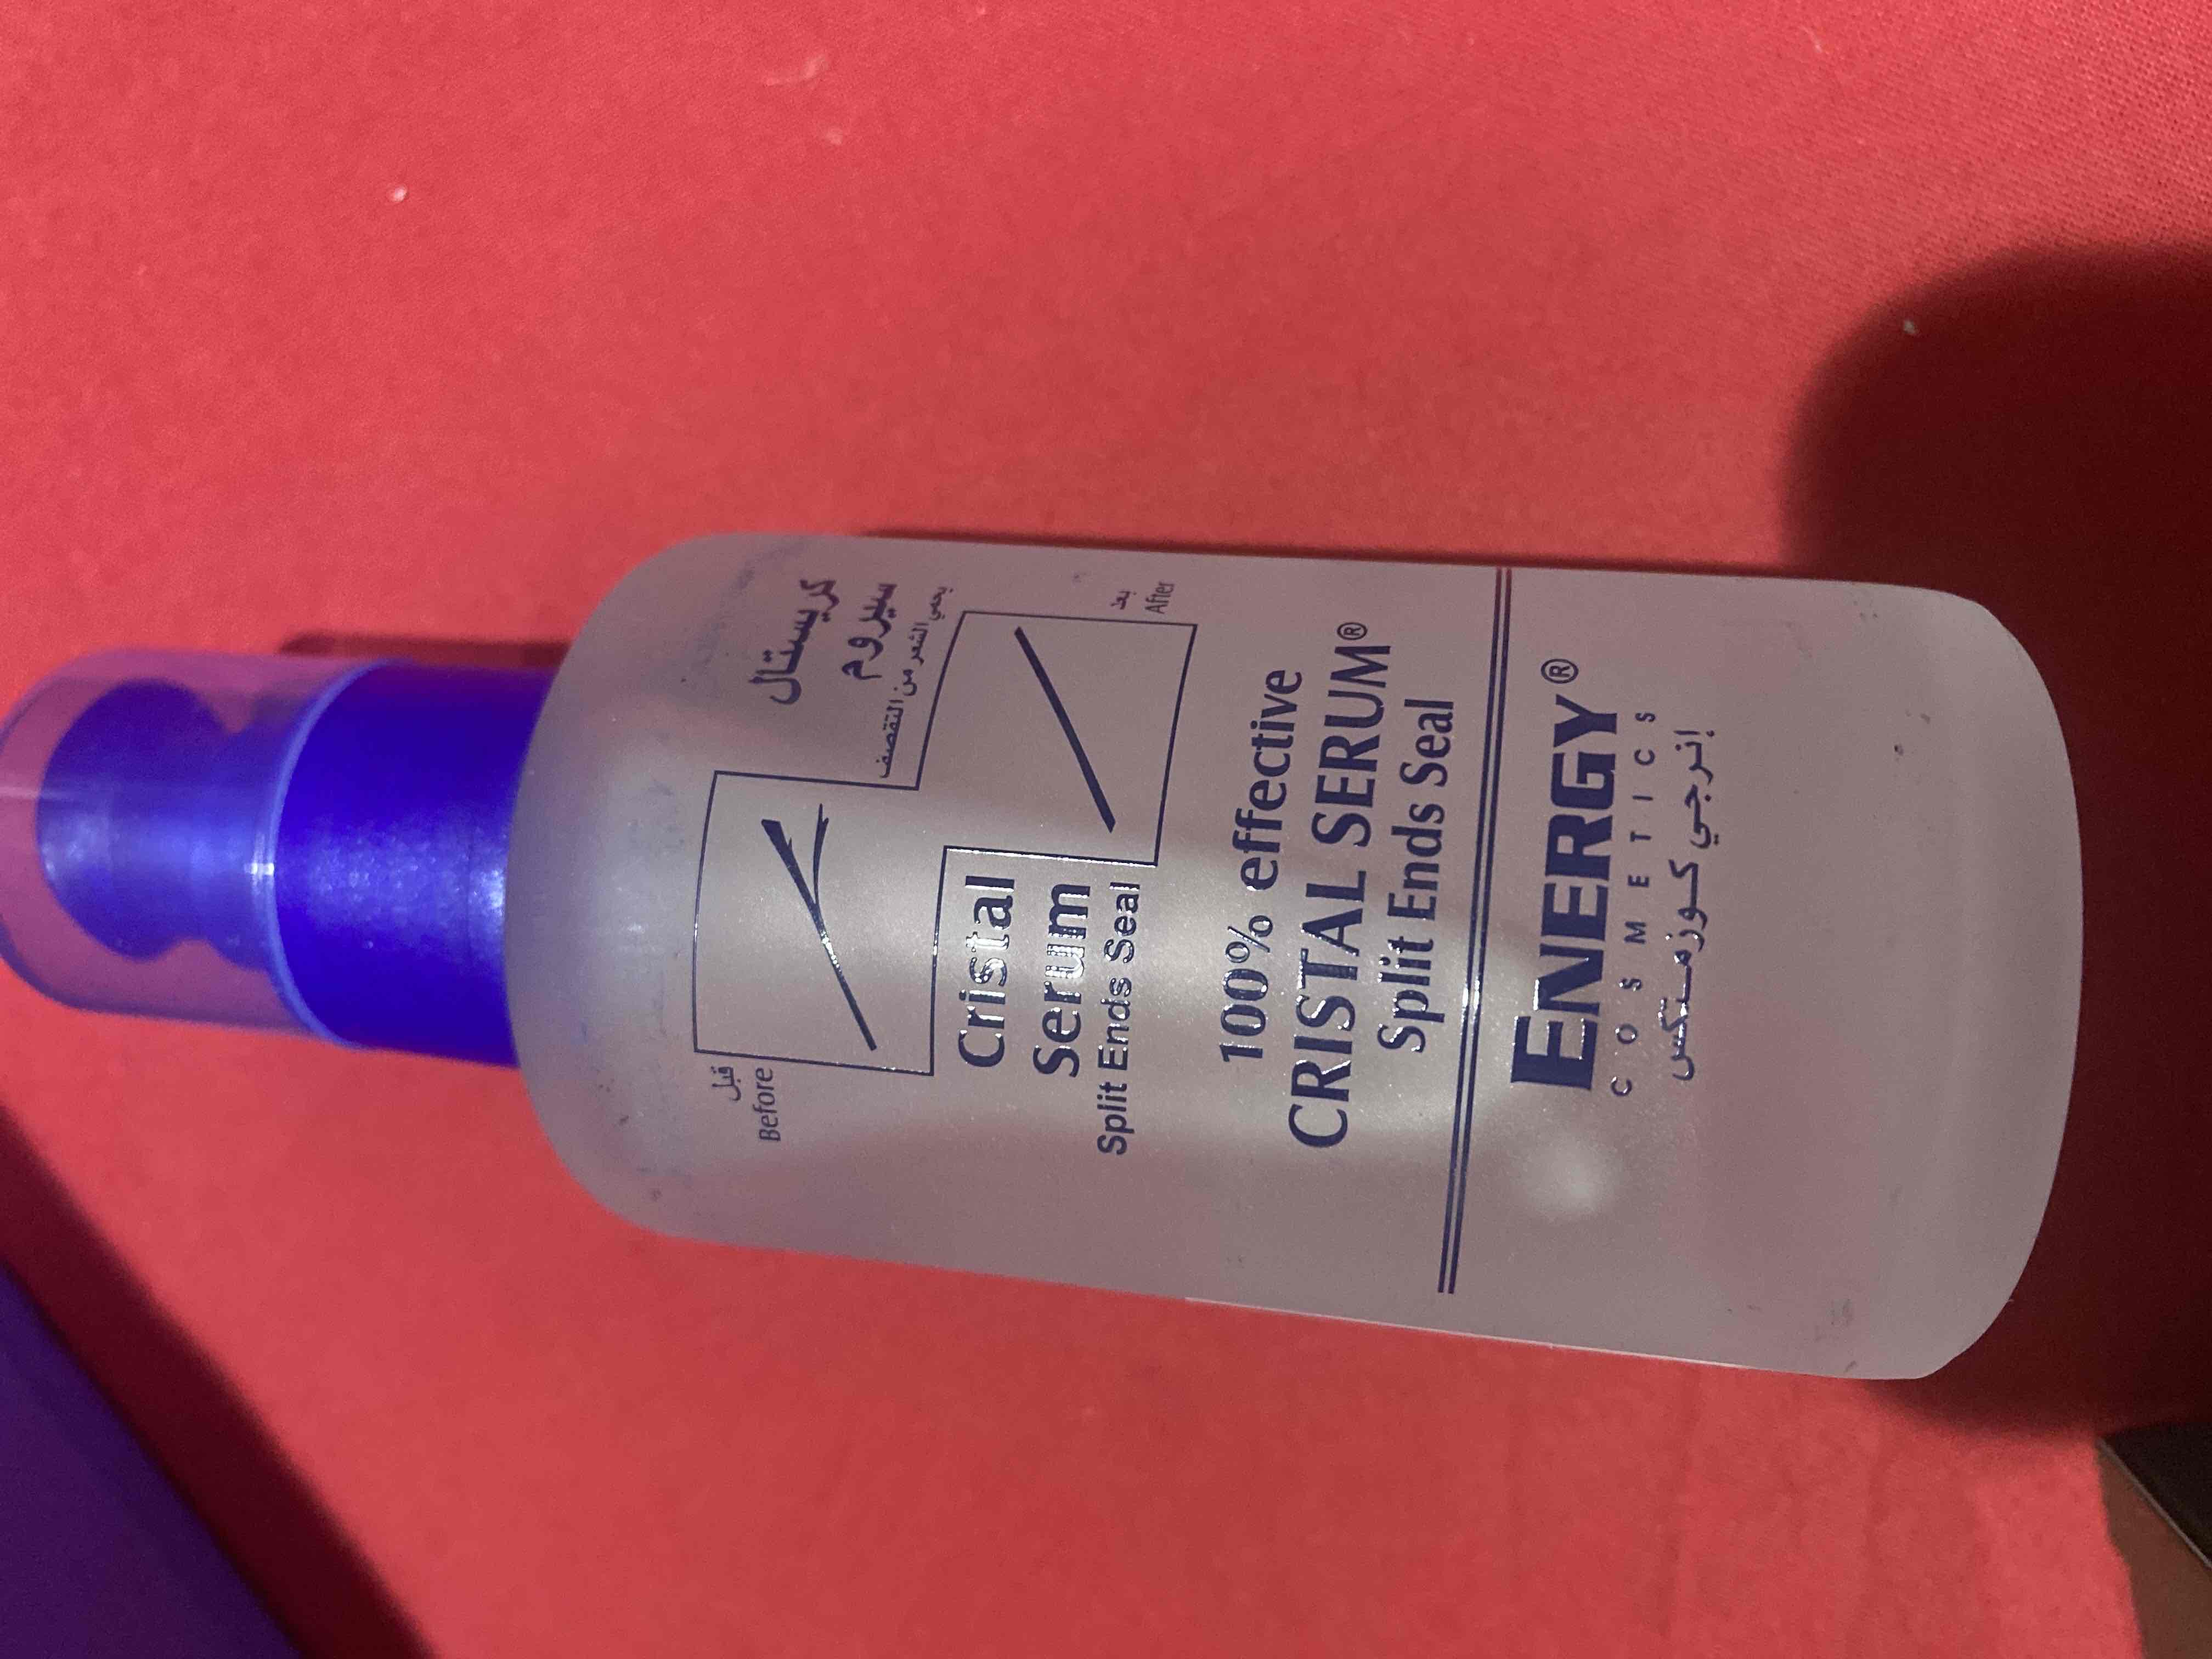 كريستال
سيروم
يحمي الشعر من التقصف
قبل
Before
بعد
After
Cristal
Serum
Split Ends Seal
100% effective
CRISTAL SERUM®
Split Ends Seal
ENERGY®
COSMETICS
إنرجي كوزمتكس